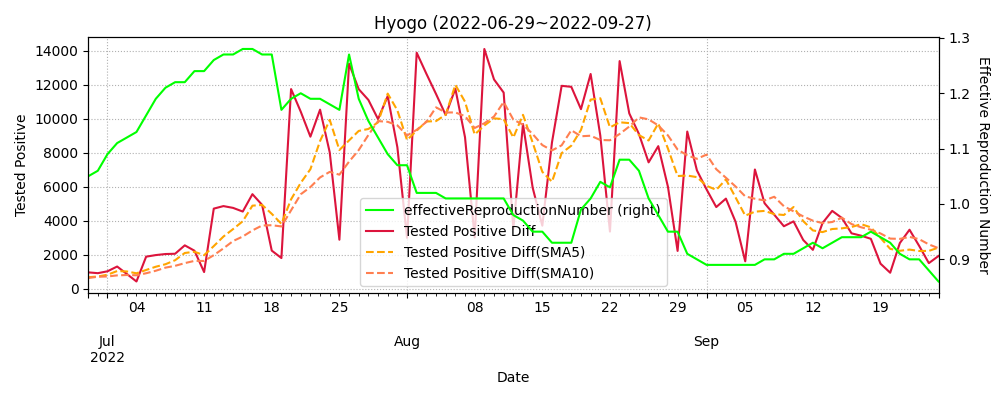 Hyogo (2022-06-29~2022-09-27)
14000
12000
10000
8000
6000
4000
2000
0
Tested Positive
1.3
1.2
1.1
1.0
0.9
Effective Reproduction Number
effectiveReproductionNumber (right)
Tested Positive Diff
Tested Positive Diff(SMA5)
Tested Positive Diff(SMA10)
04 11 18 25 08 15 22 29 05 12 19
Jul Aug Sep
2022
Date